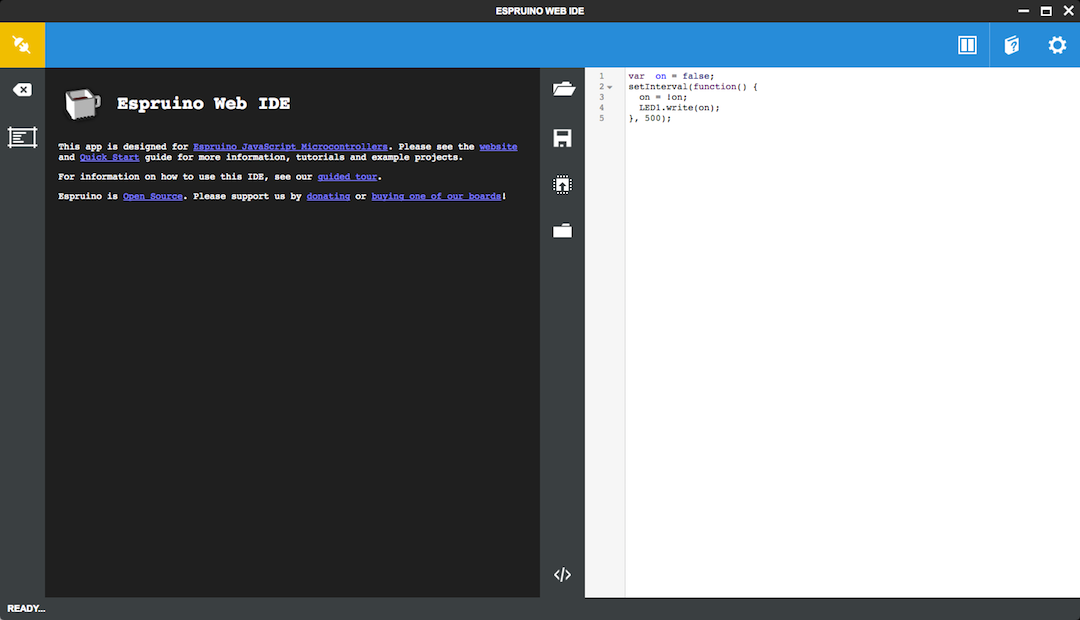 ESPRUINO WEB IDE
Espruino Web IDE
This app is designed for Espruino JavaScript Microcontrollers. Please see the website
and Quick Start guide for more information, tutorials and example projects.
For information on how to use this IDE, see our guided tour.
Espruino is Open Source. Please support us by donating or buying one of our boards!
1 var  on = false;
2 setInterval(function() {
3   on = !on;
4   LED1.write(on);
5 }, 500);
READY...